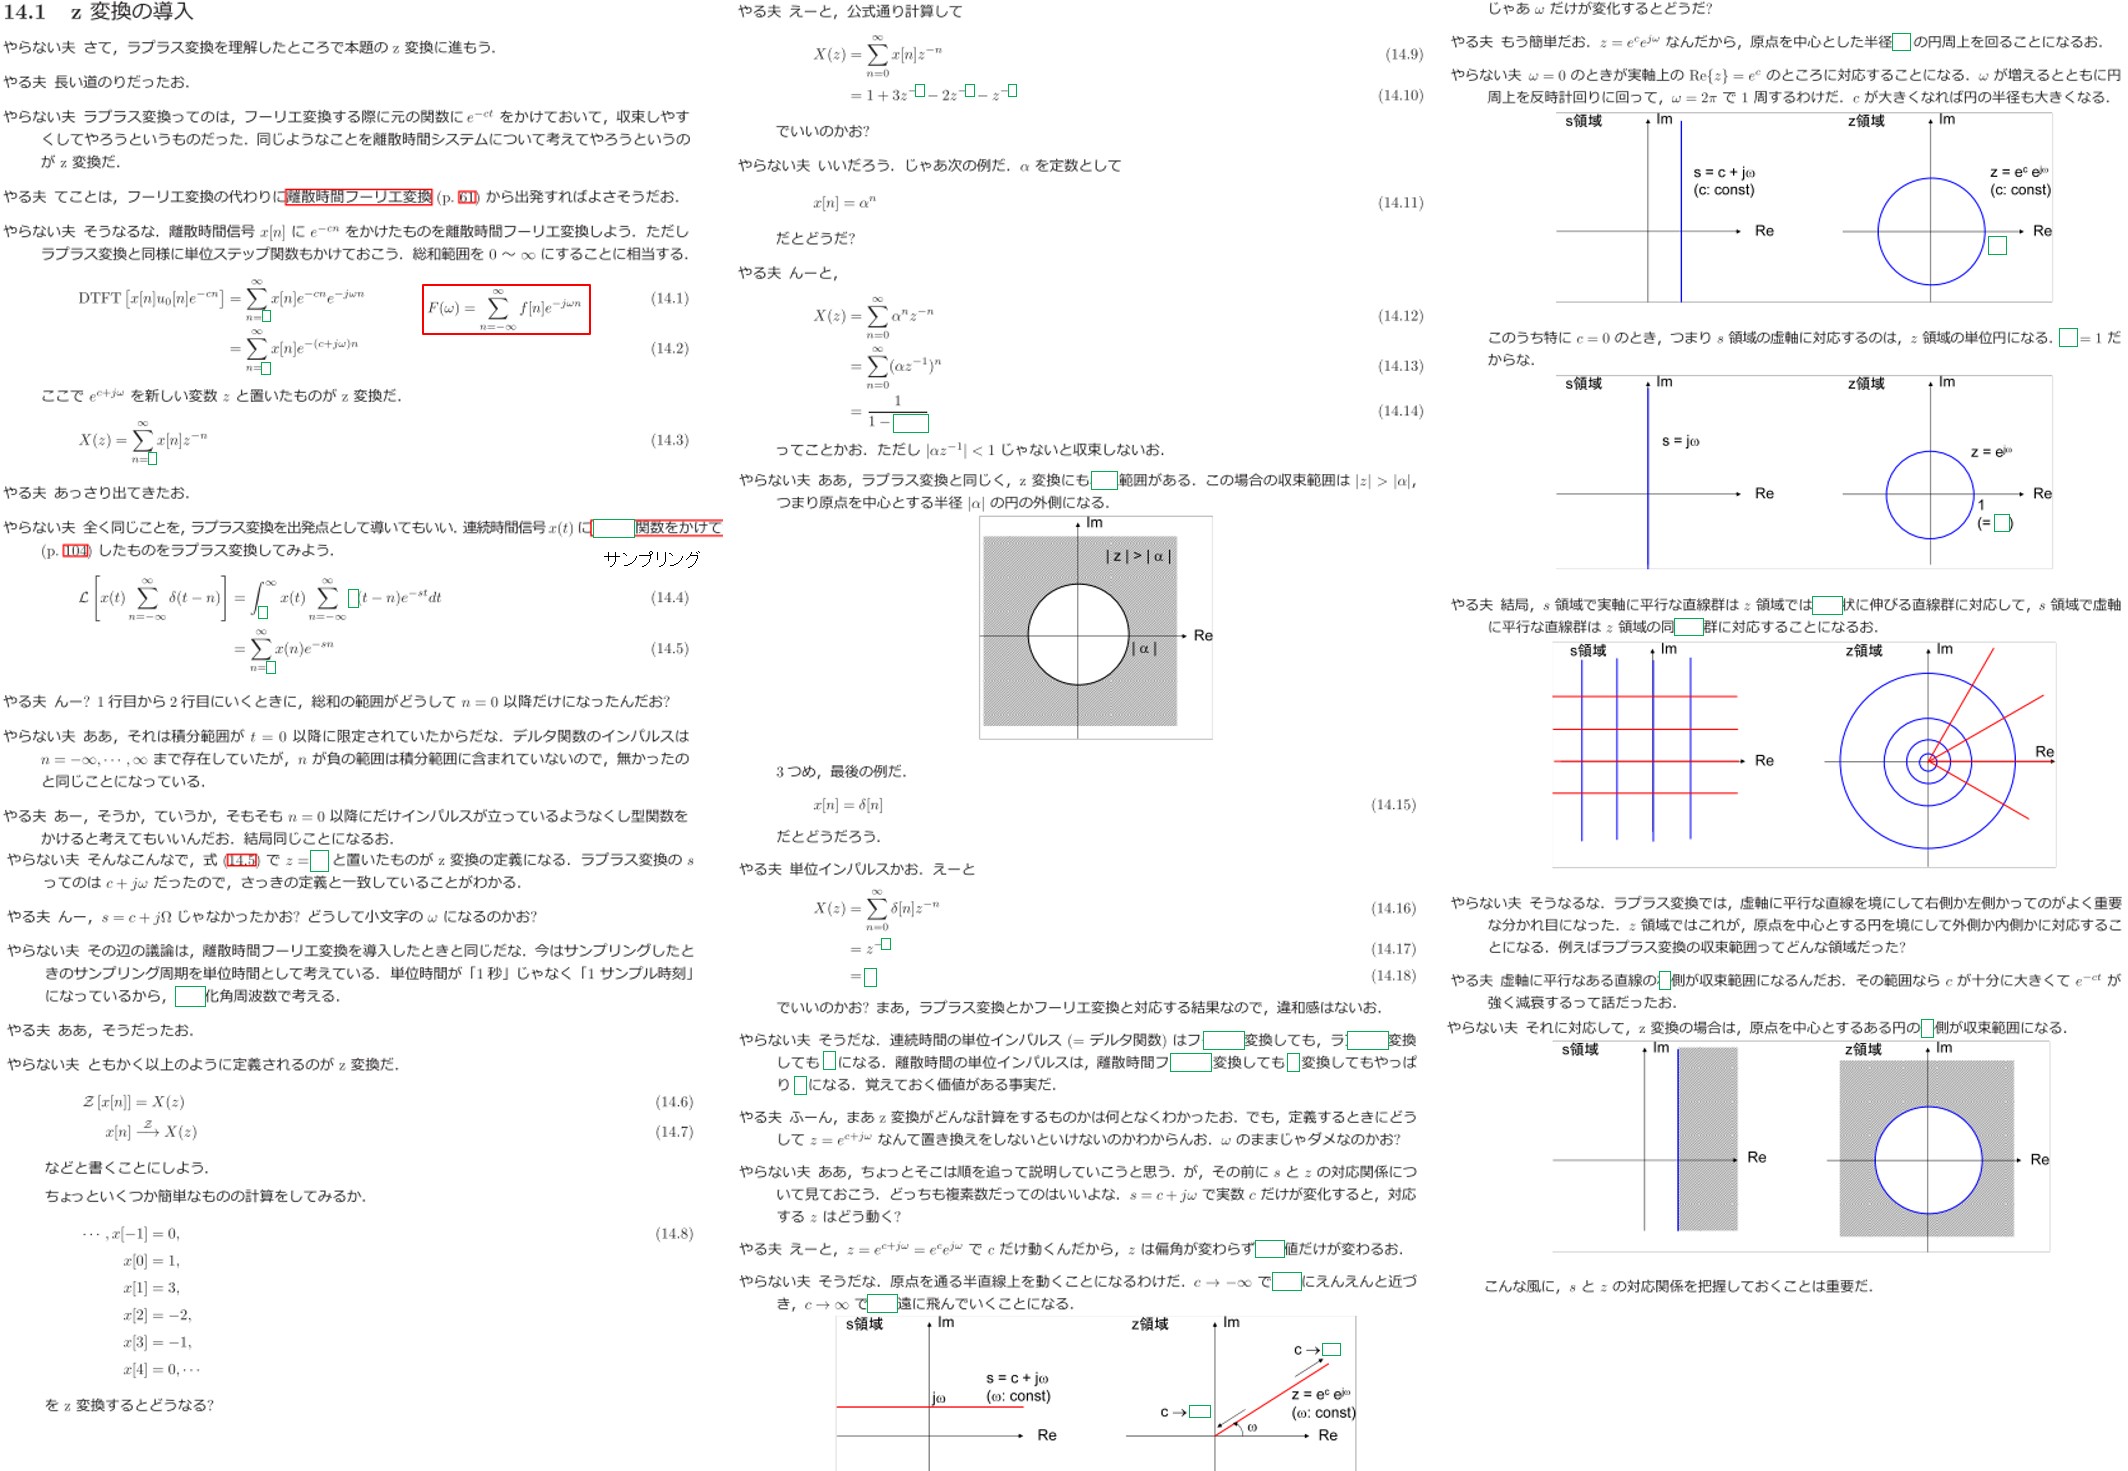 14.1 z 変換の導入
やらない夫 さて，ラプラス変換を理解したところで本題の z 変換に進もう．
やる夫 長い道のりだったお．
やらない夫 ラプラス変換ってのは，フーリエ変換する際に元の関数に e^{-ct} をかけておいて，収束しやす
くしてやろうというものだった．同じようなことを離散時間システムについて考えてやろうというの
が z 変換だ．
やる夫 てことは，フーリエ変換の代わりに離散時間フーリエ変換 (p. 61) から出発すればよさそうだお．
やらない夫 そうなるな．離散時間信号 x[n] に e^{-cn} をかけたものを離散時間フーリエ変換しよう．ただし
ラプラス変換と同様に単位ステップ関数もかけておこう．総和範囲を 0 ～ ∞ にすることに相当する．
DTFT [x[n]u_0[n]e^{-cn}] = \sum_{n=}^{∞} x[n]e^{-cn}e^{-jωn} (14.1)
F(ω) = \sum_{n=-∞}^{∞} f[n]e^{-jωn}
= \sum_{n=}^{∞} x[n]e^{-(c+jω)n} (14.2)
ここで e^{c+jω} を新しい変数 z と置いたものが z 変換だ．
X(z) = \sum_{n=}^{∞} x[n]z^{-n} (14.3)
やる夫 あっさり出てきたお．
やらない夫 全く同じことを，ラプラス変換を出発点として導いてもいい．連続時間信号 x(t) に 関数をかけて
(p. 104) したものをラプラス変換してみよう．
サンプリング
L [x(t) \sum_{n=-∞}^{∞} δ(t − n)] = \int^{∞} x(t) \sum_{n=-∞}^{∞} (t − n)e^{-st}dt (14.4)
= \sum_{n=}^{∞} x(n)e^{-sn} (14.5)
やる夫 んー? 1 行目から 2 行目にいくときに，総和の範囲がどうして n = 0 以降だけになったんだお?
やらない夫 ああ，それは積分範囲が t = 0 以降に限定されていたからだな．デルタ関数のインパルスは
n = −∞, ⋯ , ∞ まで存在していたが，n が負の範囲は積分範囲に含まれていないので，無かったの
と同じことになっている．
やる夫 あー，そうか，ていうか，そもそも n = 0 以降にだけインパルスが立っているようなくし型関数を
かけると考えてもいいんだお．結局同じことになるお．
やらない夫 そんなこんなで，式 (14.5) で z = と置いたものが z 変換の定義になる．ラプラス変換の s
ってのは c + jω だったので，さっきの定義と一致していることがわかる．
やる夫 んー，s = c + jΩ じゃなかったかお? どうして小文字の ω になるのかお?
やらない夫 その辺の議論は，離散時間フーリエ変換を導入したときと同じだな．今はサンプリングしたと
きのサンプリング周期を単位時間として考えている．単位時間が「1 秒」じゃなく「1 サンプル時刻」
になっているから， 化角周波数で考える．
やる夫 ああ，そうだったお．
やらない夫 ともかく以上のように定義されるのが z 変換だ．
Z [x[n]] = X(z) (14.6)
x[n] \xrightarrow{Z} X(z) (14.7)
などと書くことにしよう．
ちょっといくつか簡単なものの計算をしてみるか．
⋯ , x[−1] = 0, (14.8)
x[0] = 1,
x[1] = 3,
x[2] = −2,
x[3] = −1,
x[4] = 0, ⋯
を z 変換するとどうなる?
やる夫 えーと，公式通り計算して
X(z) = \sum_{n=0}^{∞} x[n]z^{-n} (14.9)
= 1 + 3z^{-} − 2z^{-} − z^{-} (14.10)
でいいのかお?
やらない夫 いいだろう．じゃあ次の例だ．α を定数として
x[n] = α^n (14.11)
だとどうだ?
やる夫 んーと，
X(z) = \sum_{n=0}^{∞} α^n z^{-n} (14.12)
= \sum_{n=0}^{∞} (αz^{-1})^n (14.13)
= \frac{1}{1 − } (14.14)
ってことかお．ただし |αz^{-1}| < 1 じゃないと収束しないお．
やらない夫 ああ，ラプラス変換と同じく，z 変換にも 範囲がある．この場合の収束範囲は |z| > |α|，
つまり原点を中心とする半径 |α| の円の外側になる．
Im
| z | > | α |
Re
| α |
3 つめ，最後の例だ．
x[n] = δ[n] (14.15)
だとどうだろう．
やる夫 単位インパルスかお．えーと
X(z) = \sum_{n=0}^{∞} δ[n]z^{-n} (14.16)
= z^{-} (14.17)
= (14.18)
でいいのかお? まあ，ラプラス変換とかフーリエ変換と対応する結果なので，違和感はないお．
やらない夫 そうだな．連続時間の単位インパルス (= デルタ関数) はフ 変換しても，ラ 変換
しても になる．離散時間の単位インパルスは，離散時間フ 変換しても 変換してもやっぱ
り になる．覚えておく価値がある事実だ．
やる夫 ふーん，まあ z 変換がどんな計算をするものかは何となくわかったお．でも，定義するときにどう
して z = e^{c+jω} なんて置き換えをしないといけないのかわからんお．ω のままじゃダメなのかお?
やらない夫 ああ，ちょっとそこは順を追って説明していこうと思う．が，その前に s と z の対応関係につ
いて見ておこう．どっちも複素数だってのはいいよな．s = c + jω で実数 c だけが変化すると，対応
する z はどう動く?
やる夫 えーと，z = e^{c+jω} = e^c e^{jω} で c だけ動くんだから，z は偏角が変わらず 値だけが変わるお．
やらない夫 そうだな．原点を通る半直線上を動くことになるわけだ．c → −∞ で にえんえんと近づ
き，c → ∞ で 遠に飛んでいくことになる．
s領域 Im z領域 Im
c →
s = c + jω
(ω: const)
jω
z = e^c e^{jω}
(ω: const)
c →
ω
Re Re
じゃあ ω だけが変化するとどうだ?
やる夫 もう簡単だお．z = e^c e^{jω} なんだから，原点を中心とした半径 の円周上を回ることになるお．
やらない夫 ω = 0 のときが実軸上の Re{z} = e^c のところに対応することになる．ω が増えるとともに円
周上を反時計回りに回って，ω = 2π で 1 周するわけだ．c が大きくなれば円の半径も大きくなる．
s領域 Im z領域 Im
s = c + jω
(c: const)
z = e^c e^{jω}
(c: const)
Re Re
このうち特に c = 0 のとき，つまり s 領域の虚軸に対応するのは，z 領域の単位円になる． = 1 だ
からな．
s領域 Im z領域 Im
s = jω
z = e^{jω}
Re Re
1
(= )
やる夫 結局，s 領域で実軸に平行な直線群は z 領域では 状に伸びる直線群に対応して，s 領域で虚軸
に平行な直線群は z 領域の同 群に対応することになるお．
s領域 Im z領域 Im
Re Re
やらない夫 そうなるな．ラプラス変換では，虚軸に平行な直線を境にして右側か左側かってのがよく重要
な分かれ目になった．z 領域ではこれが，原点を中心とする円を境にして外側か内側かに対応するこ
とになる．例えばラプラス変換の収束範囲ってどんな領域だった?
やる夫 虚軸に平行なある直線の 側が収束範囲になるんだお．その範囲なら c が十分に大きくて e^{-ct} が
強く減衰するって話だったお．
やらない夫 それに対応して，z 変換の場合は，原点を中心とするある円の 側が収束範囲になる．
s領域 Im z領域 Im
Re Re
こんな風に，s と z の対応関係を把握しておくことは重要だ．